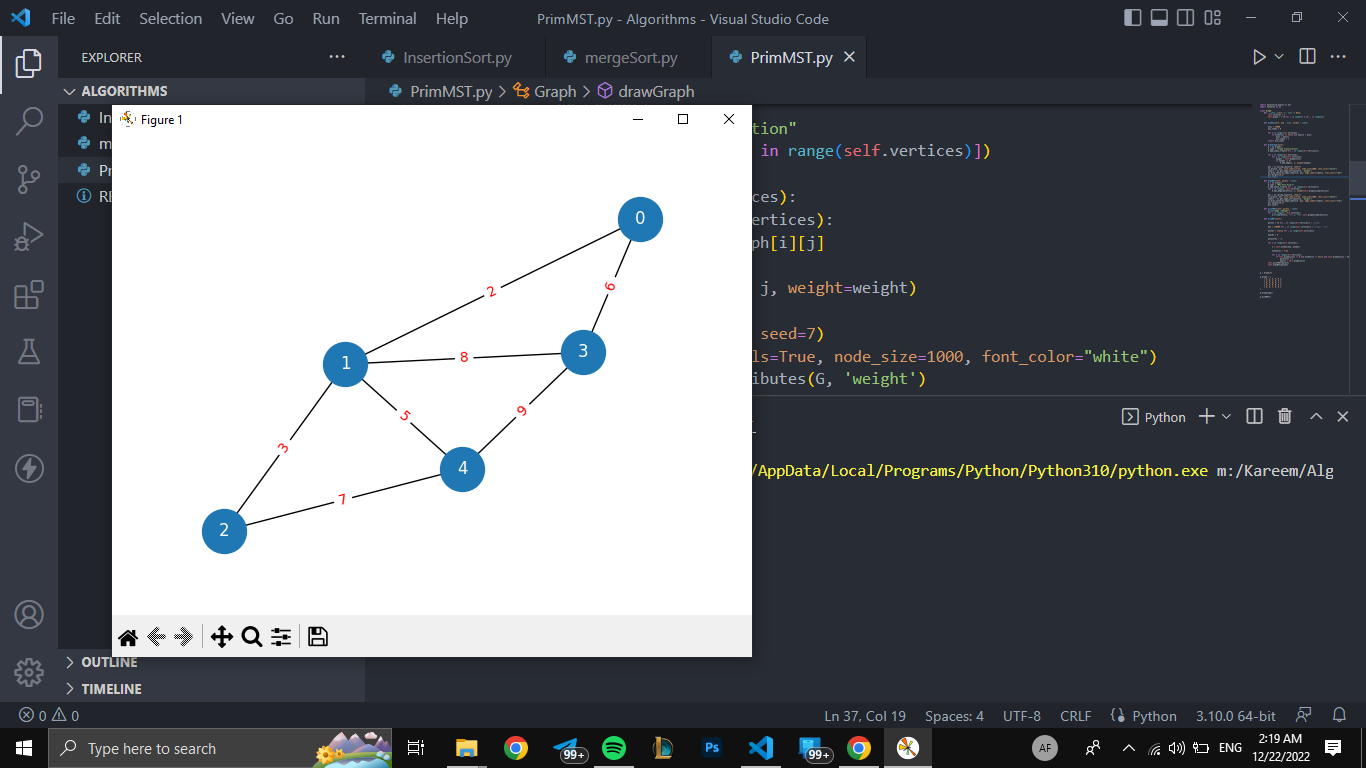 File Edit Selection View Go Run Terminal Help
PrimMST.py - Algorithms - Visual Studio Code
EXPLORER
InsertionSort.py
mergeSort.py
PrimMST.py
ALGORITHMS
PrimMST.py > Graph > drawGraph
In
m
Pr
RE
Figure 1
tion"
in range(self.vertices)])
ces):
ertices):
ph[i][j]
j, weight=weight)
seed=7)
ls=True, node_size=1000, font_color="white")
ibutes(G, 'weight')
0
2
6
1
8
3
5
9
3
4
7
2
Python
/AppData/Local/Programs/Python/Python310/python.exe m:/Kareem/Alg
OUTLINE
TIMELINE
0 0
Ln 37, Col 19
Spaces: 4
UTF-8
CRLF
Python
3.10.0 64-bit
Type here to search
99+
Ps
99+
AF
ENG
2:19 AM
12/22/2022